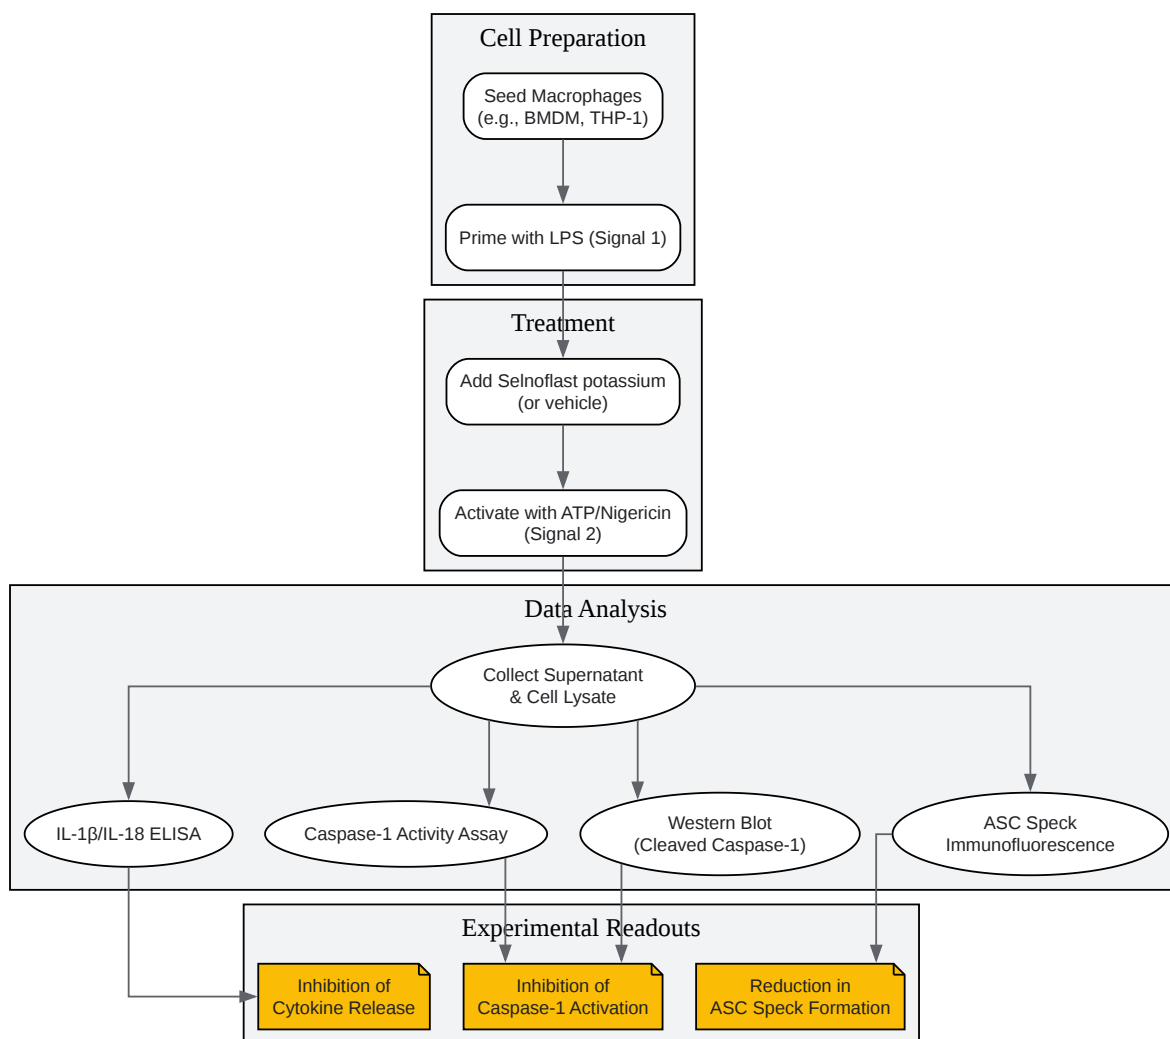 Cell Preparation
Seed Macrophages
(e.g., BMDM, THP-1)
Prime with LPS (Signal 1)
Treatment
Add Selnoflast potassium
(or vehicle)
Activate with ATP/Nigericin
(Signal 2)
Data Analysis
Collect Supernatant
& Cell Lysate
IL-1β/IL-18 ELISA
Caspase-1 Activity Assay
Western Blot
(Cleaved Caspase-1)
ASC Speck
Immunofluorescence
Experimental Readouts
Inhibition of
Cytokine Release
Inhibition of
Caspase-1 Activation
Reduction in
ASC Speck Formation